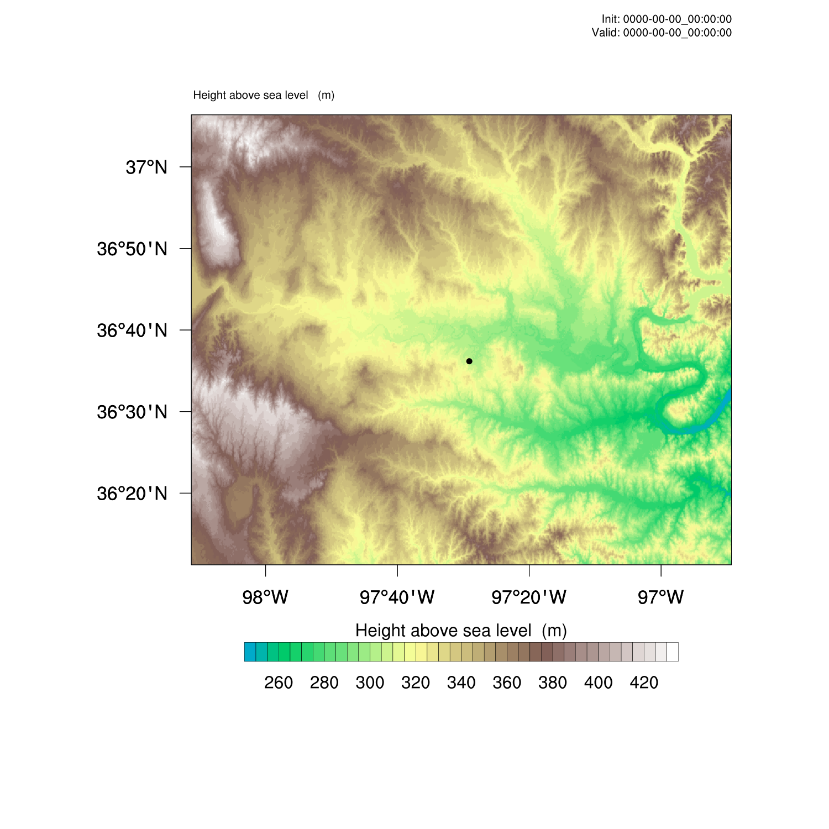 Init: 0000-00-00_00:00:00
Valid: 0000-00-00_00:00:00
Height above sea level (m)
37°N
36°50'N
36°40'N
36°30'N
36°20'N
98°W 97°40'W 97°20'W 97°W
Height above sea level (m)
260 280 300 320 340 360 380 400 420